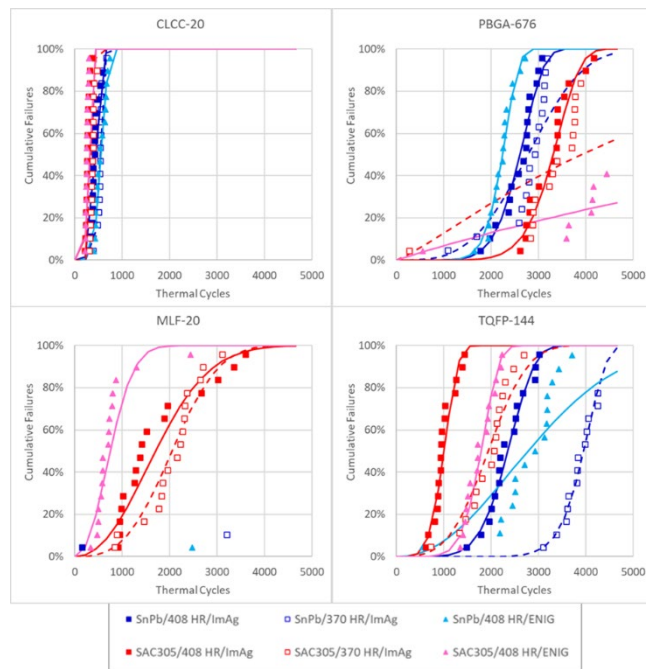 CLCC-20
100%
80%
60%
40%
20%
0%
Cumulative Failures
0 1000 2000 3000 4000 5000
Thermal Cycles
PBGA-676
100%
80%
60%
40%
20%
0%
Cumulative Failures
0 1000 2000 3000 4000 5000
Thermal Cycles
MLF-20
100%
80%
60%
40%
20%
0%
Cumulative Failures
0 1000 2000 3000 4000 5000
Thermal Cycles
TQFP-144
100%
80%
60%
40%
20%
0%
Cumulative Failures
0 1000 2000 3000 4000 5000
Thermal Cycles
SnPb/408 HR/ImAg SnPb/370 HR/ImAg SnPb/408 HR/ENIG
SAC305/408 HR/ImAg SAC305/370 HR/ImAg SAC305/408 HR/ENIG